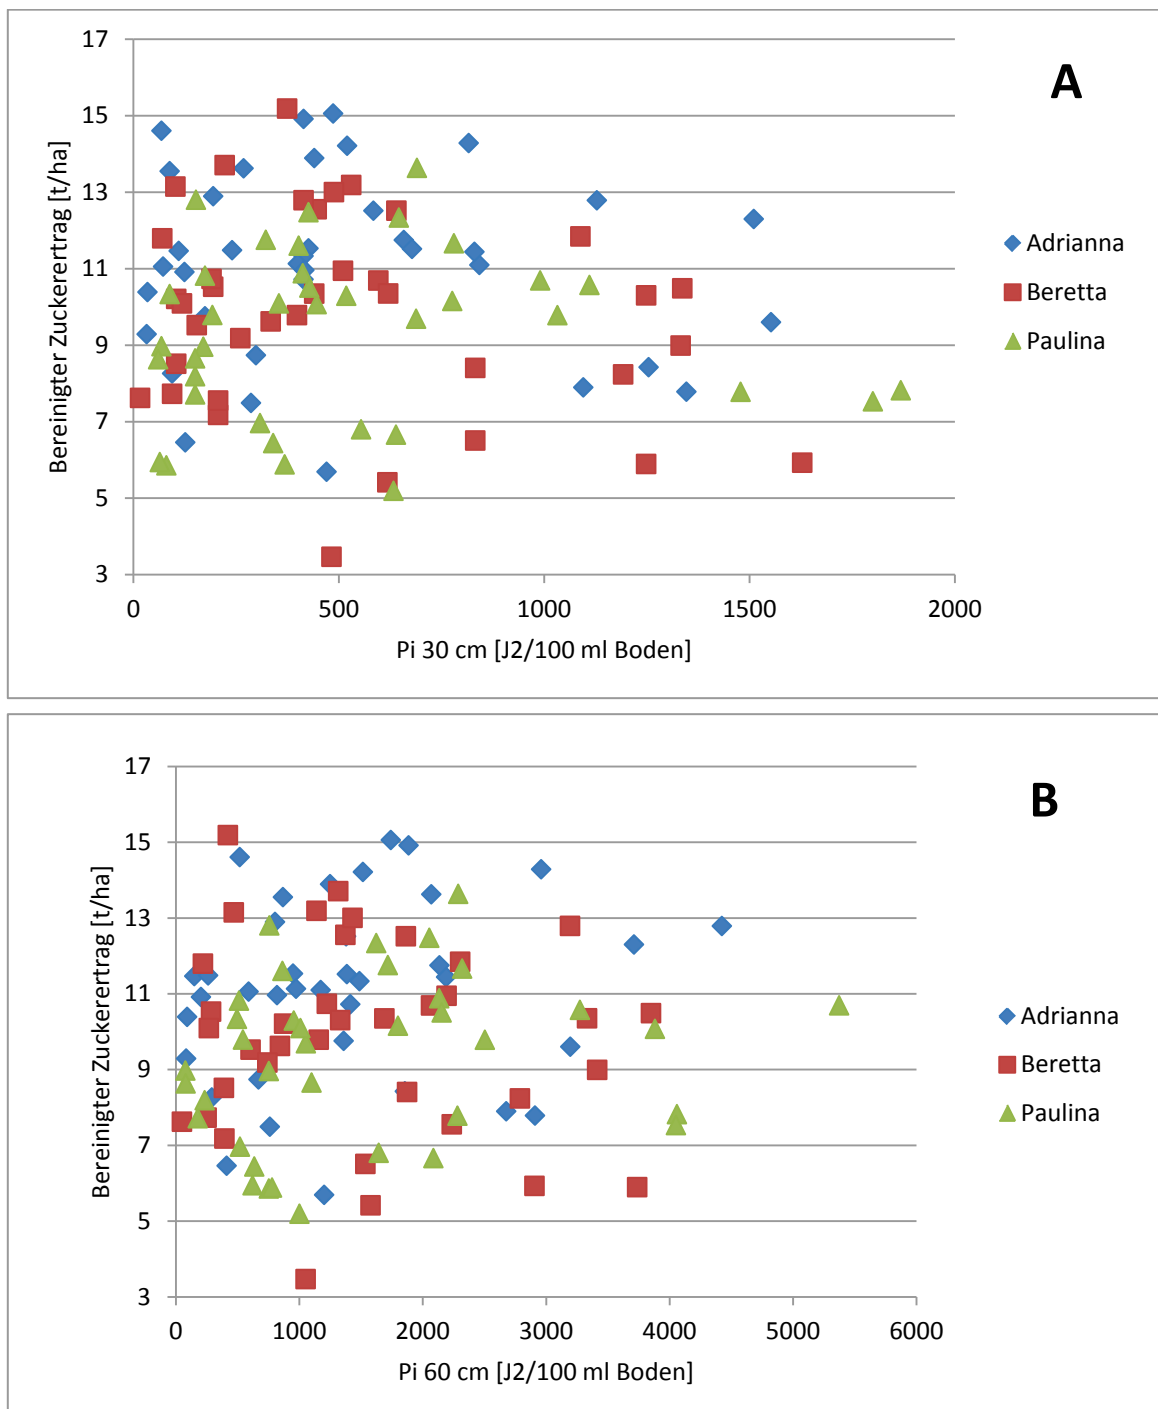 17
15
13
11
9
7
5
3
Bereinigter Zuckerertrag [t/ha]
0 500 1000 1500 2000
Pi 30 cm [J2/100 ml Boden]
A
Adrianna
Beretta
Paulina
17
15
13
11
9
7
5
3
Bereinigter Zuckerertrag [t/ha]
0 1000 2000 3000 4000 5000 6000
Pi 60 cm [J2/100 ml Boden]
B
Adrianna
Beretta
Paulina